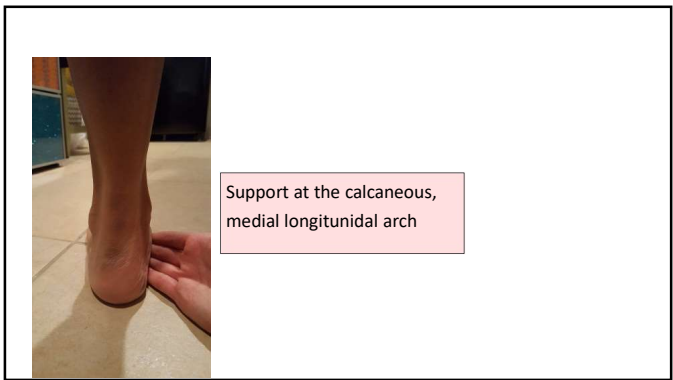 Support at the calcaneous,
medial longitunidal arch